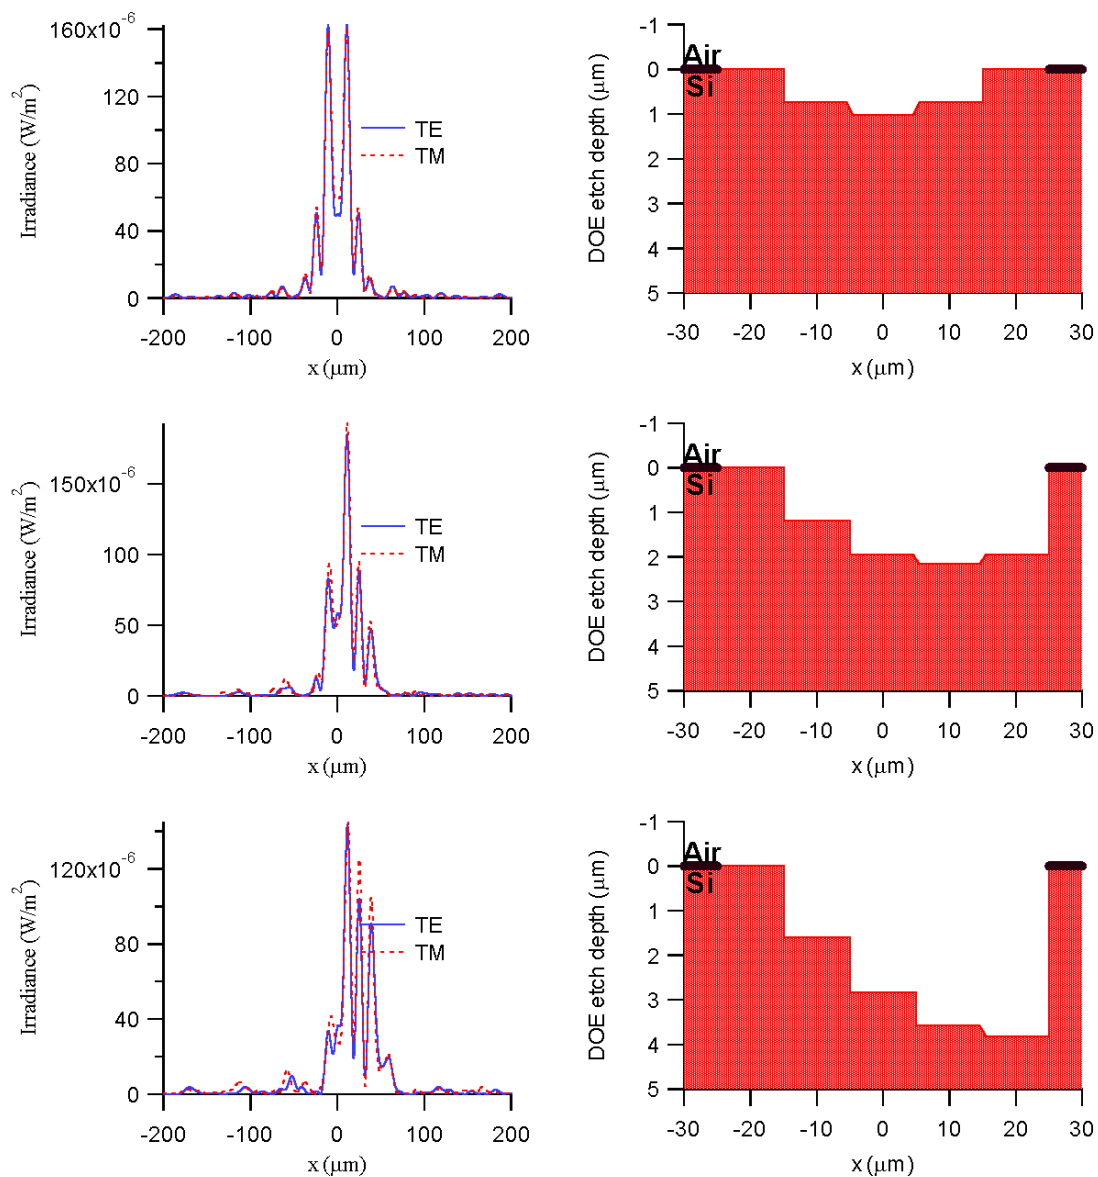 160x10-6
120
80
40
0
Irradiance (W/m2)
TE
TM
-200 -100 0 100 200
x (μm)
-1
0
1
2
3
4
5
DOE etch depth (μm)
Air
Si
-30 -20 -10 0 10 20 30
x (μm)
150x10-6
100
50
0
Irradiance (W/m2)
TE
TM
-200 -100 0 100 200
x (μm)
-1
0
1
2
3
4
5
DOE etch depth (μm)
Air
Si
-30 -20 -10 0 10 20 30
x (μm)
120x10-6
80
40
0
Irradiance (W/m2)
TE
TM
-200 -100 0 100 200
x (μm)
-1
0
1
2
3
4
5
DOE etch depth (μm)
Air
Si
-30 -20 -10 0 10 20 30
x (μm)